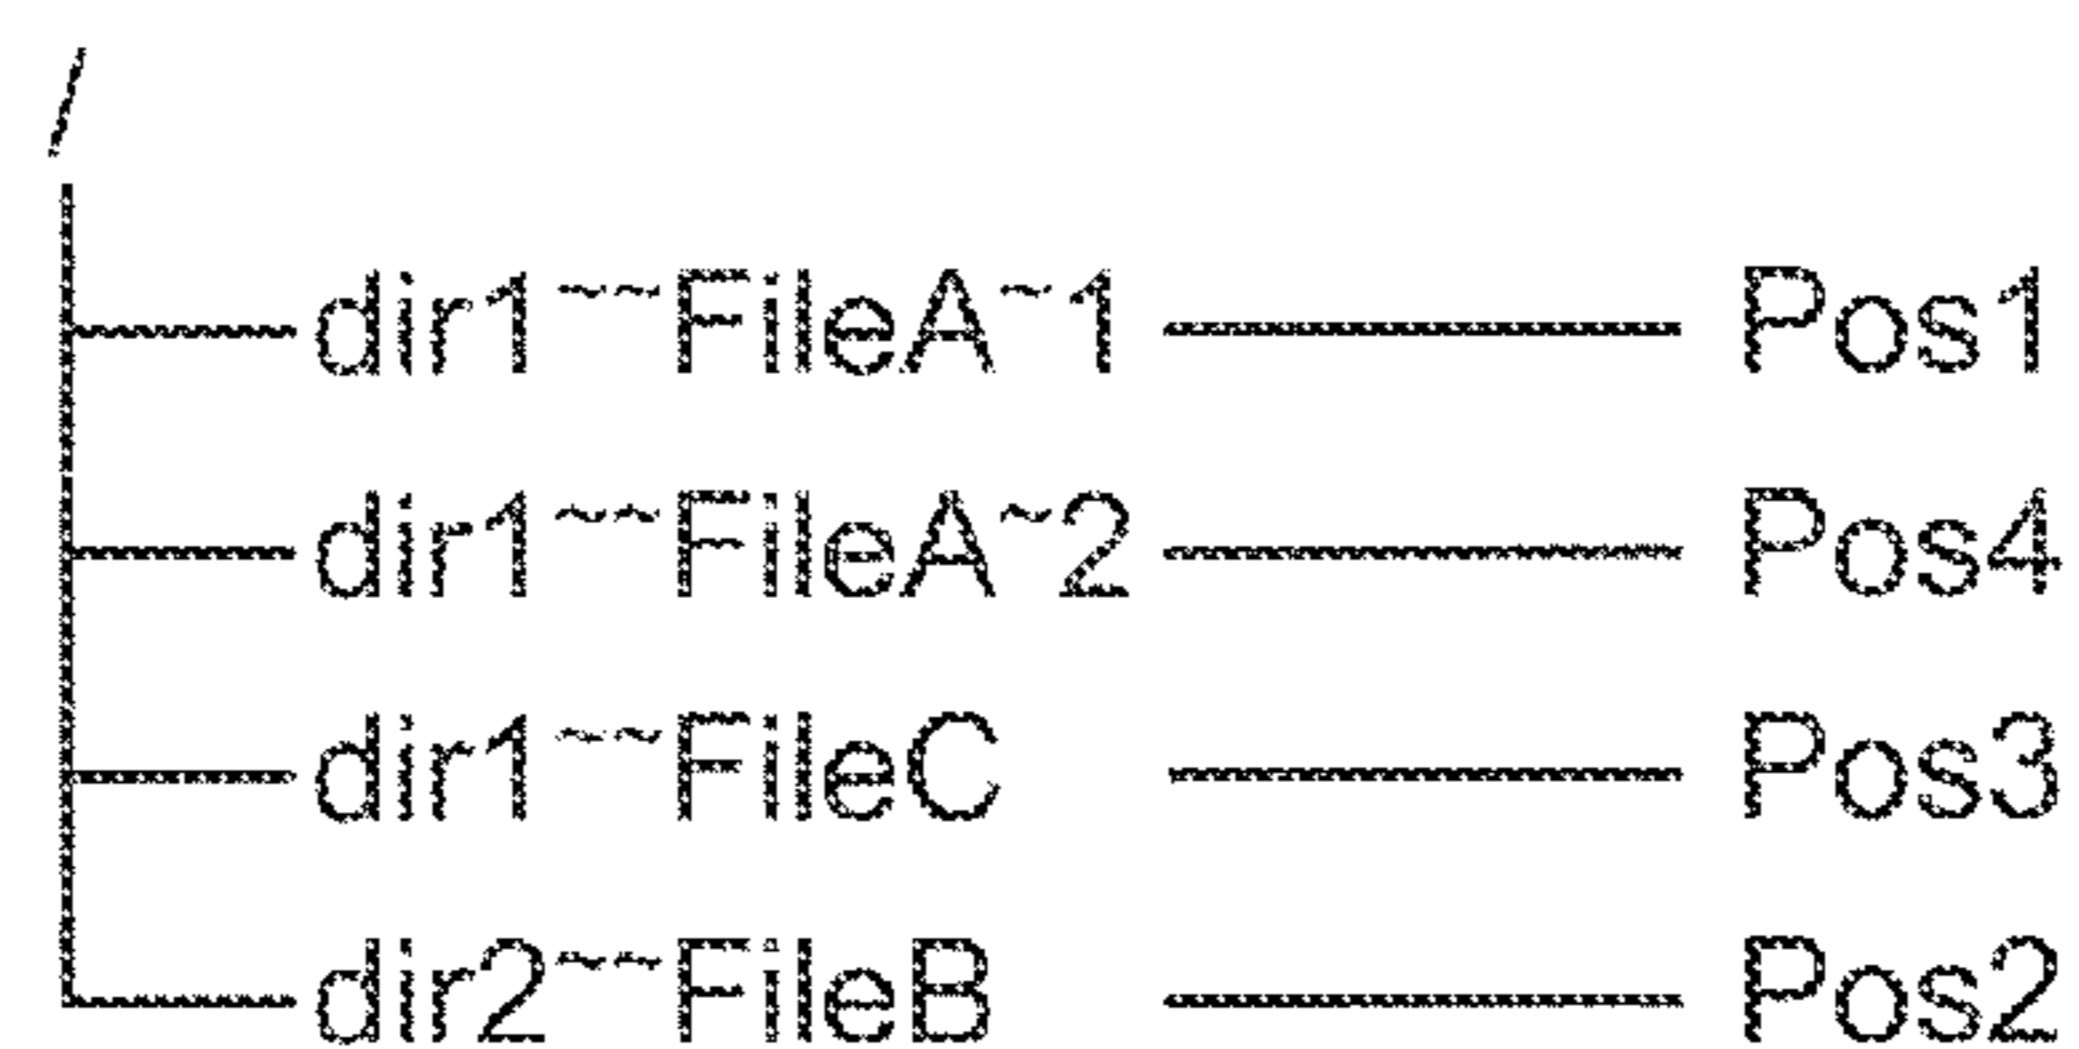 /
dir1~~FileA~1 Pos1
dir1~~FileA~2 Pos4
dir1~~FileC Pos3
dir2~~FileB Pos2